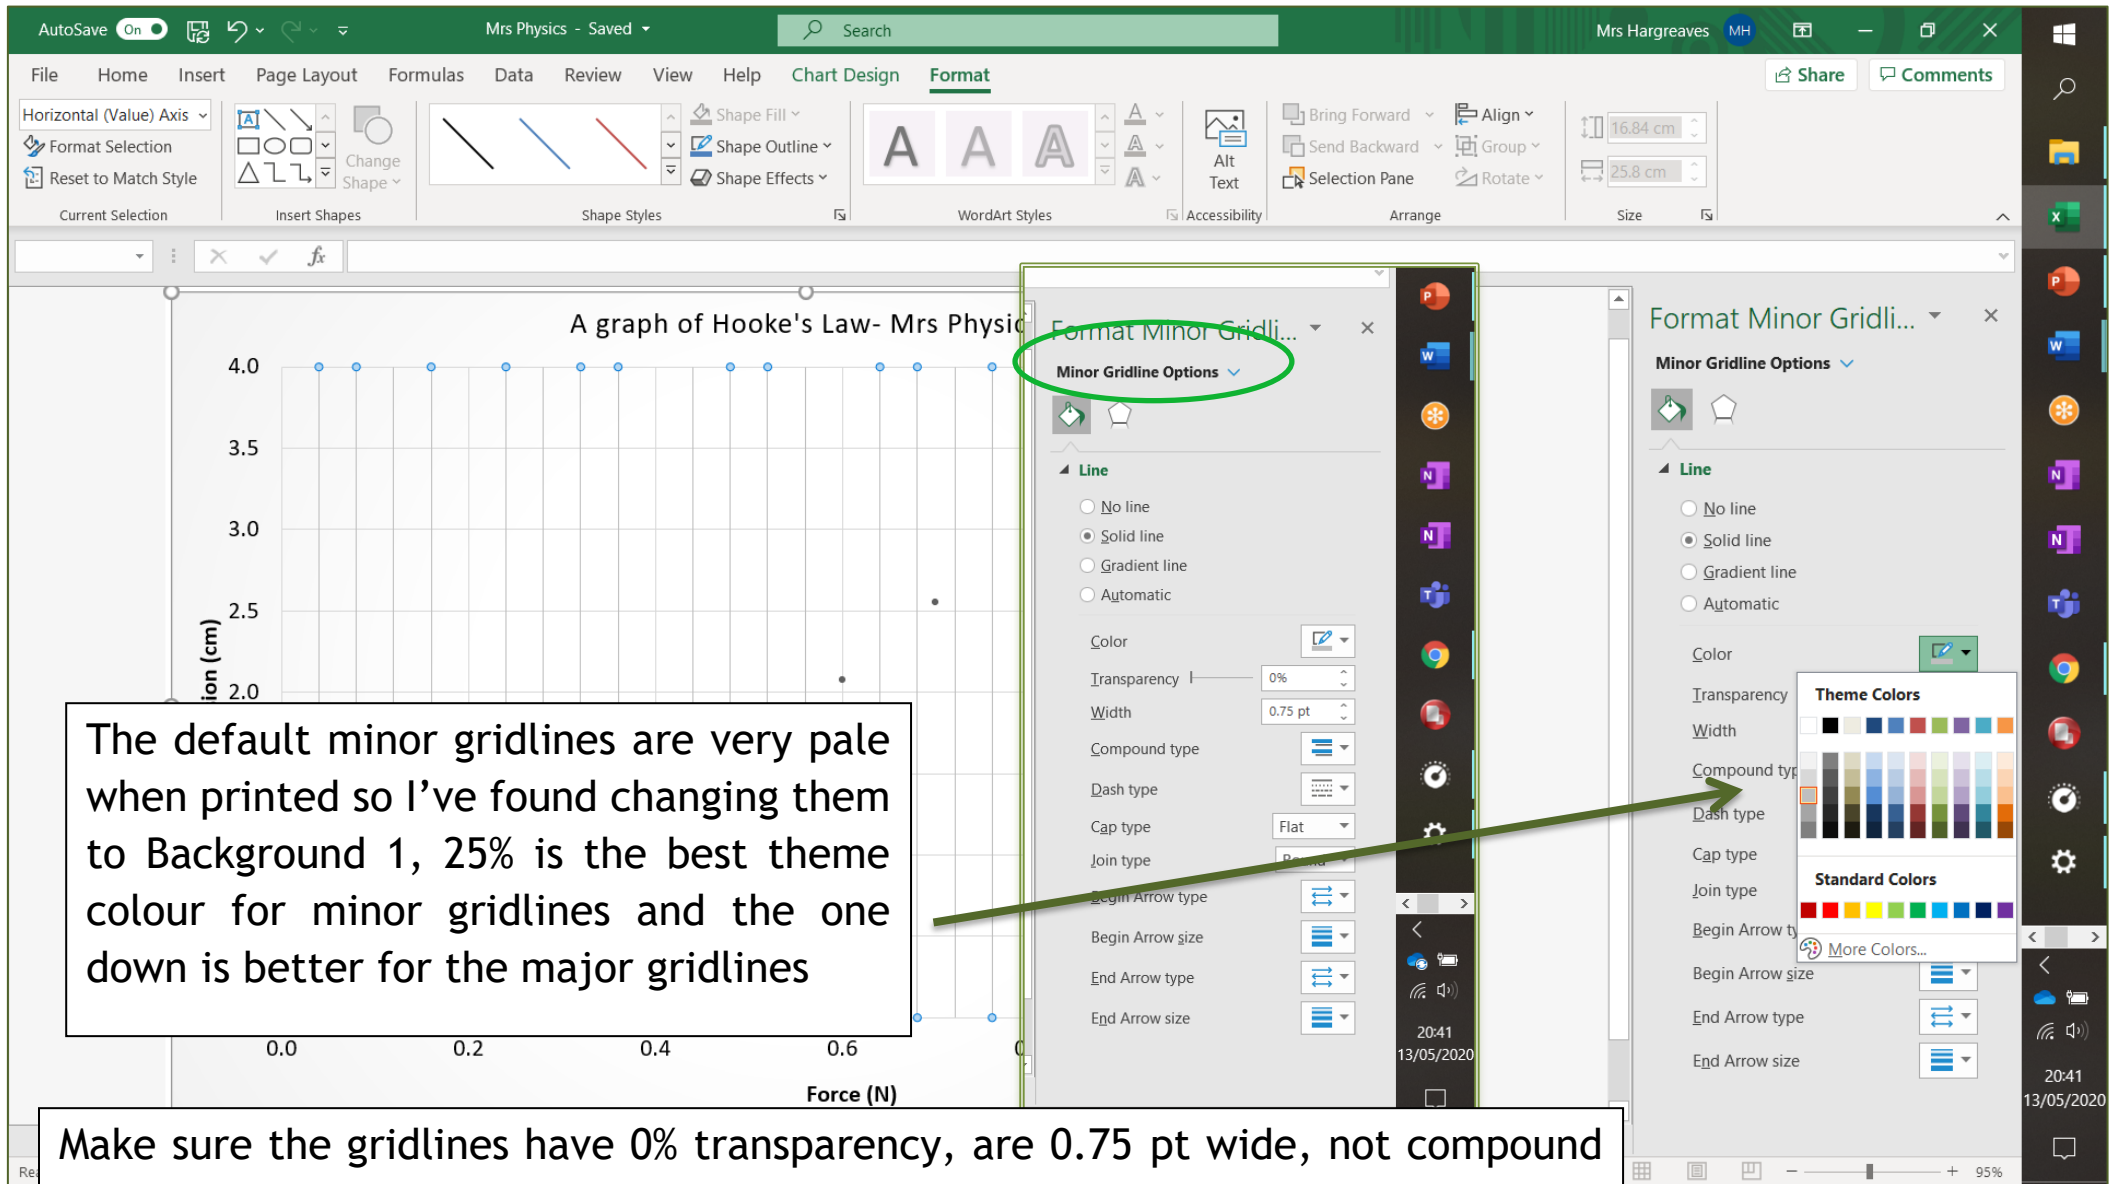 AutoSave On
Mrs Physics - Saved
Search
Mrs Hargreaves MH
File Home Insert Page Layout Formulas Data Review View Help Chart Design Format
Share Comments
Horizontal (Value) Axis
Format Selection
Reset to Match Style
Current Selection
Change
Shape
Insert Shapes
Shape Fill
Shape Outline
Shape Effects
Shape Styles
A A A
WordArt Styles
Alt
Text
Accessibility
Bring Forward
Send Backward
Selection Pane
Align
Group
Rotate
Arrange
16.84 cm
25.8 cm
Size
fx
A graph of Hooke's Law- Mrs Physic
4.0
3.5
3.0
2.5
2.0
sion (cm)
0.0 0.2 0.4 0.6
Force (N)
Format Minor Gridli...
Minor Gridline Options
Line
No line
Solid line
Gradient line
Automatic
Color
Transparency 0%
Width 0.75 pt
Compound type
Dash type
Cap type Flat
Join type
Begin Arrow type
Begin Arrow size
End Arrow type
End Arrow size
20:41
13/05/2020
Format Minor Gridli...
Minor Gridline Options
Line
No line
Solid line
Gradient line
Automatic
Color
Transparency
Width
Compound typ
Dash type
Cap type
Join type
Begin Arrow ty
Begin Arrow size
End Arrow type
End Arrow size
Theme Colors
Standard Colors
More Colors...
20:41
13/05/2020
95%
The default minor gridlines are very pale
when printed so I've found changing them
to Background 1, 25% is the best theme
colour for minor gridlines and the one
down is better for the major gridlines
Make sure the gridlines have 0% transparency, are 0.75 pt wide, not compound